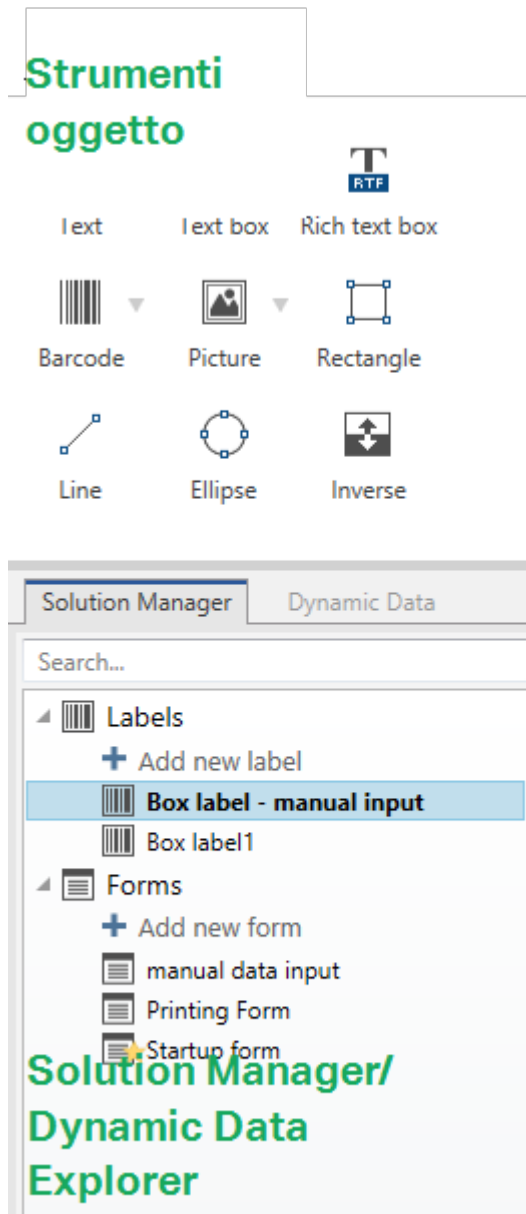 Strumenti
oggetto
RTF
Text Text box Rich text box
Barcode Picture Rectangle
Line Ellipse Inverse
Solution Manager Dynamic Data
Search...
Labels
Add new label
Box label - manual input
Box label1
Forms
Add new form
manual data input
Printing Form
Startup form
Solution Manager/
Dynamic Data
Explorer